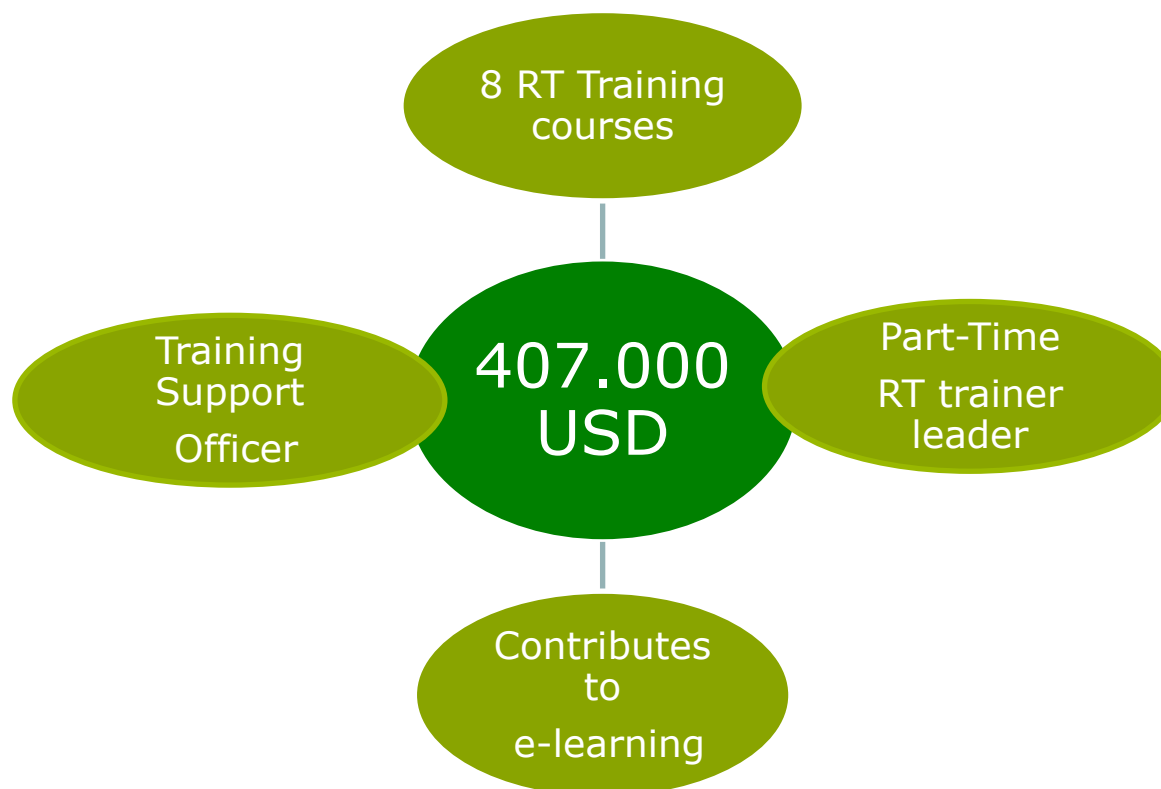 8 RT Training
courses
Training
Support
Officer
407.000
USD
Part-Time
RT trainer
leader
Contributes
to
e-learning